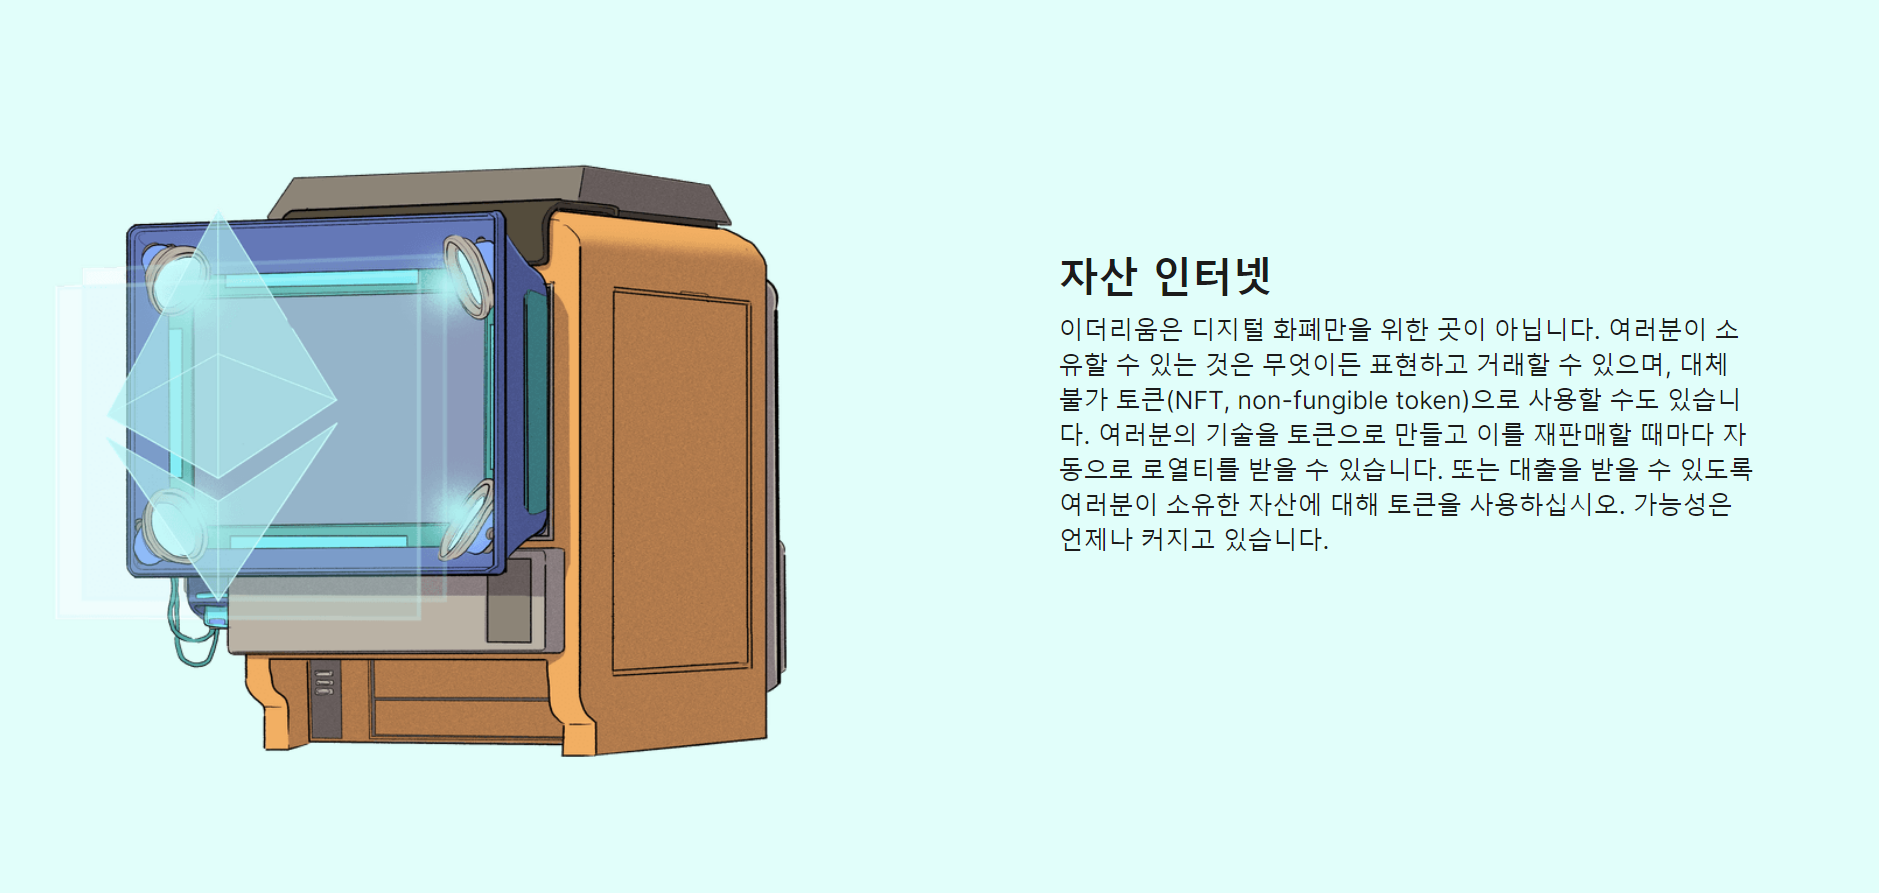 자산 인터넷
이더리움은 디지털 화폐만을 위한 곳이 아닙니다. 여러분이 소
유할 수 있는 것은 무엇이든 표현하고 거래할 수 있으며, 대체
불가 토큰(NFT, non-fungible token)으로 사용할 수도 있습니
다. 여러분의 기술을 토큰으로 만들고 이를 재판매할 때마다 자
동으로 로열티를 받을 수 있습니다. 또는 대출을 받을 수 있도록
여러분이 소유한 자산에 대해 토큰을 사용하십시오. 가능성은
언제나 커지고 있습니다.